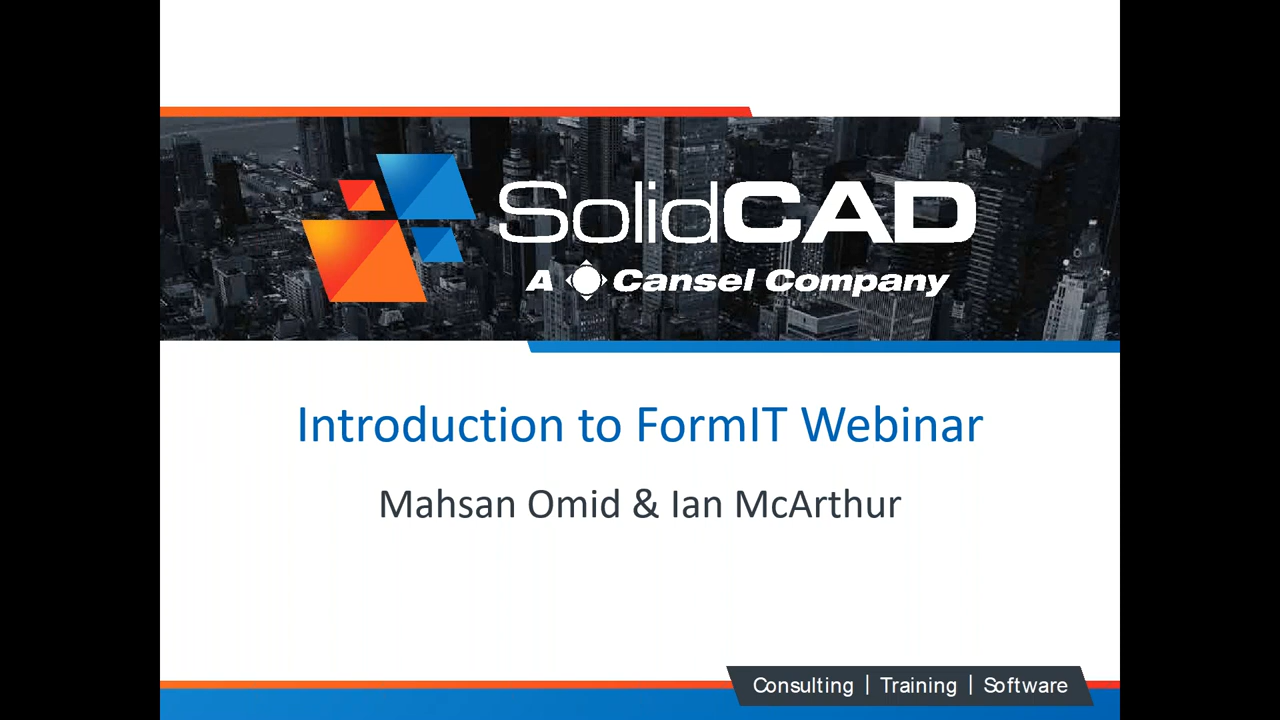 SolidCAD
A Cansel Company
Introduction to FormIT Webinar
Mahsan Omid & Ian McArthur
Consulting | Training | Software